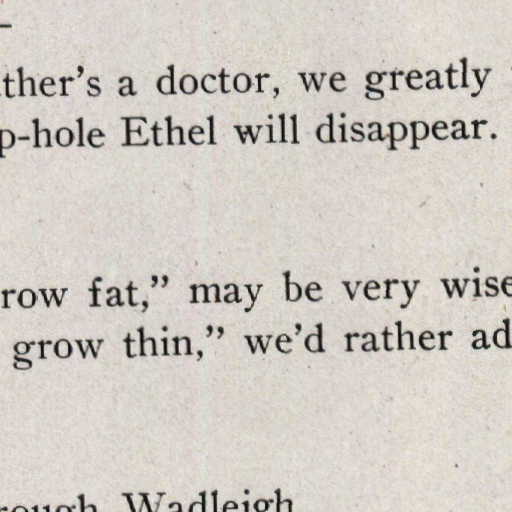 ther's a doctor, we greatly
p-hole Ethel will disappear.
row fat," may be very wise
grow thin," we'd rather ad
rough Wadleigh